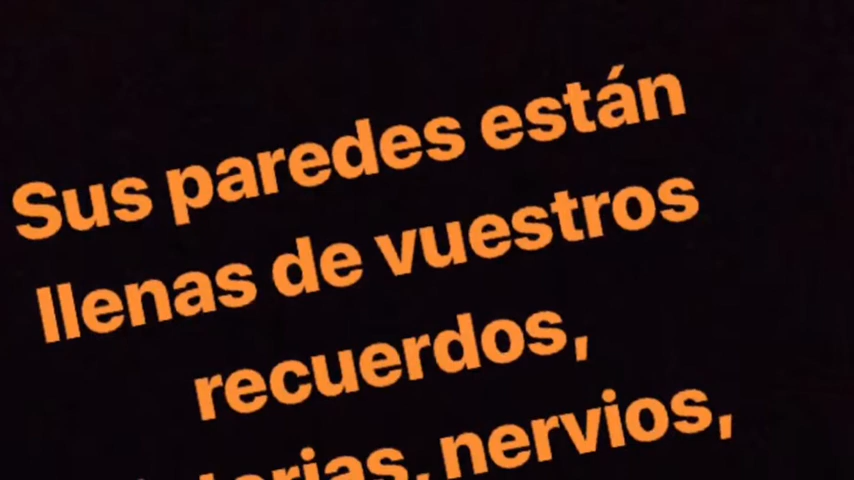 Sus paredes están
llenas de vuestros
recuerdos,
nervios,